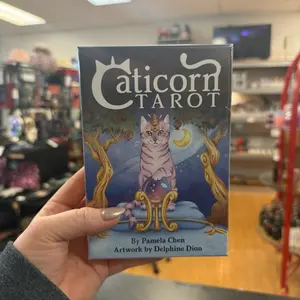 Caticorn
TAROT
By Pamela Chen
Artwork by Delphine Dion